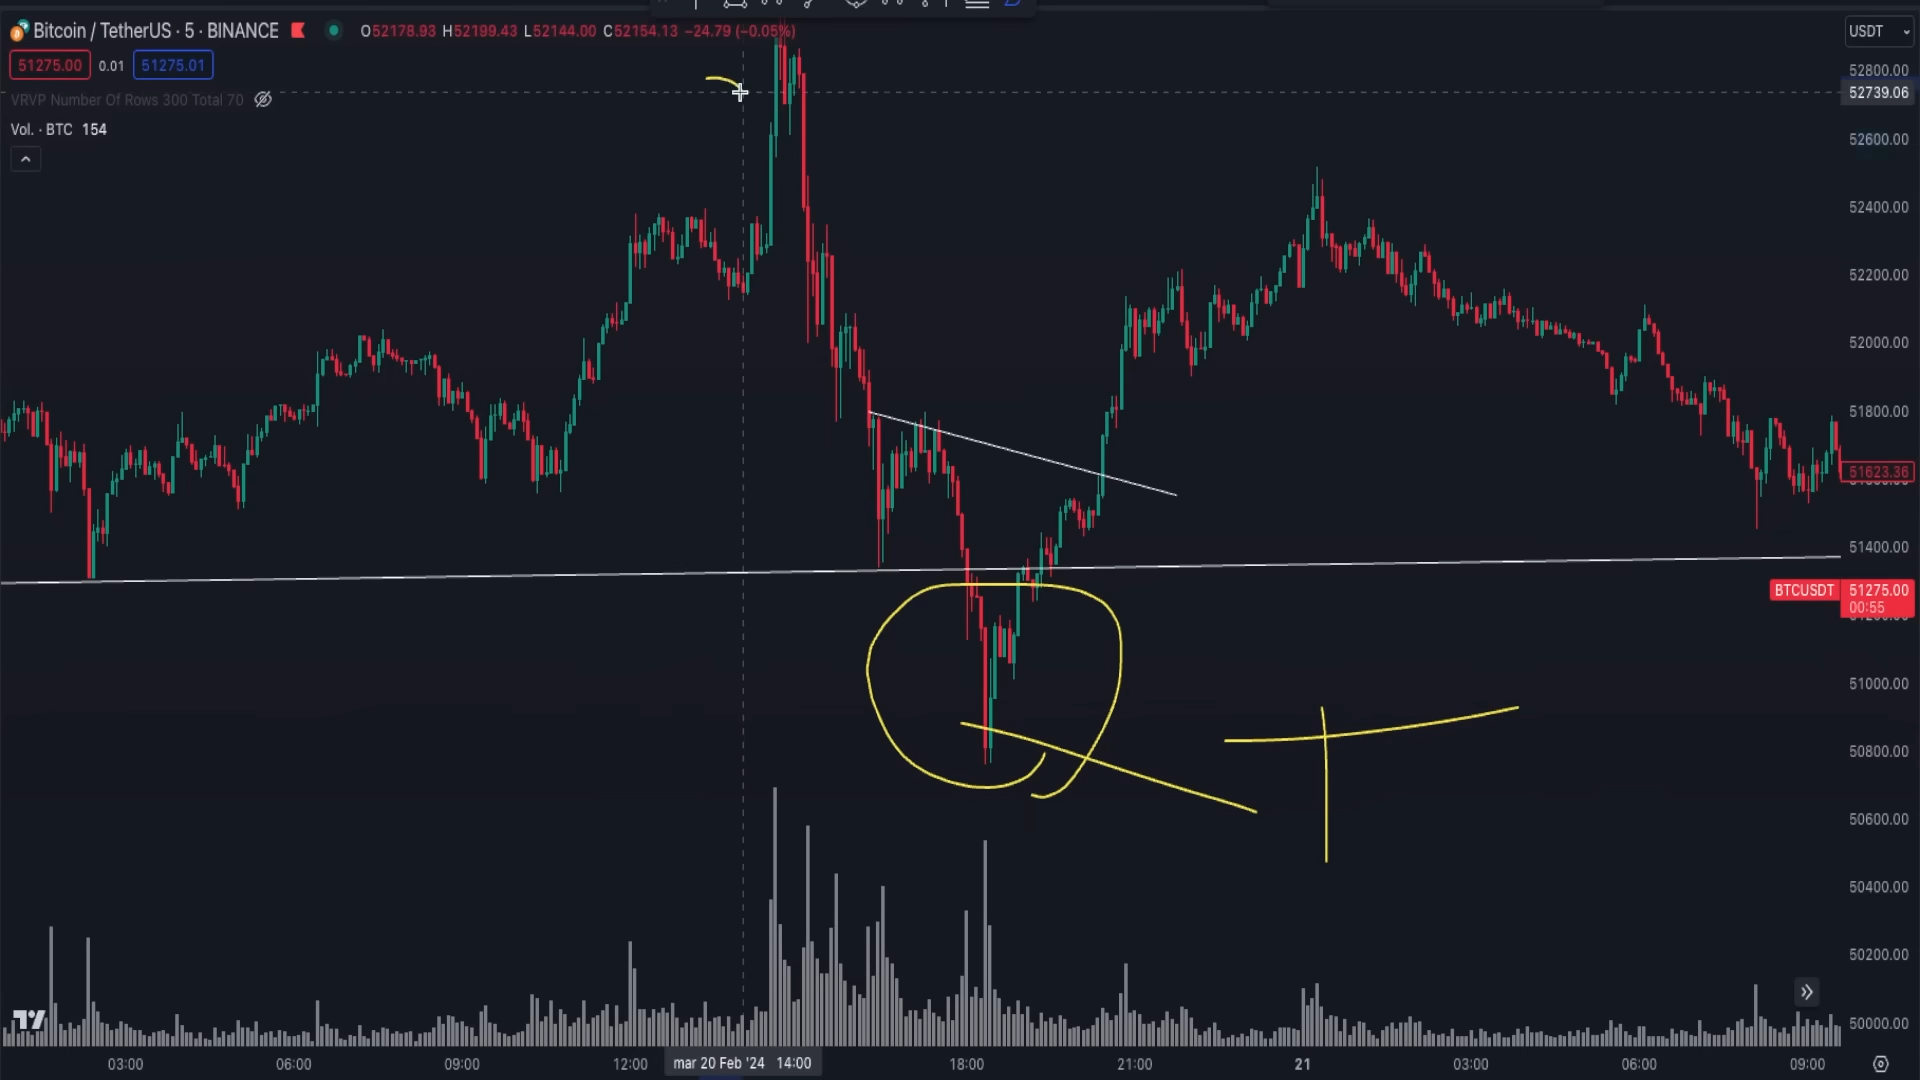 Bitcoin / TetherUS · 5 · BINANCE O52178.93 H52199.43 L52144.00 C52154.13 −24.79 (−0.05%)
USDT
51275.00 0.01 51275.01
VRVP Number Of Rows 300 Total 70
Vol. · BTC 154
52800.00
52739.06
52600.00
52400.00
52200.00
52000.00
51800.00
51623.36
51400.00
BTCUSDT 51275.00
00:55
51000.00
50800.00
50600.00
50400.00
50200.00
50000.00
03:00 06:00 09:00 12:00 mar 20 Feb '24 14:00 18:00 21:00 21 03:00 06:00 09:00